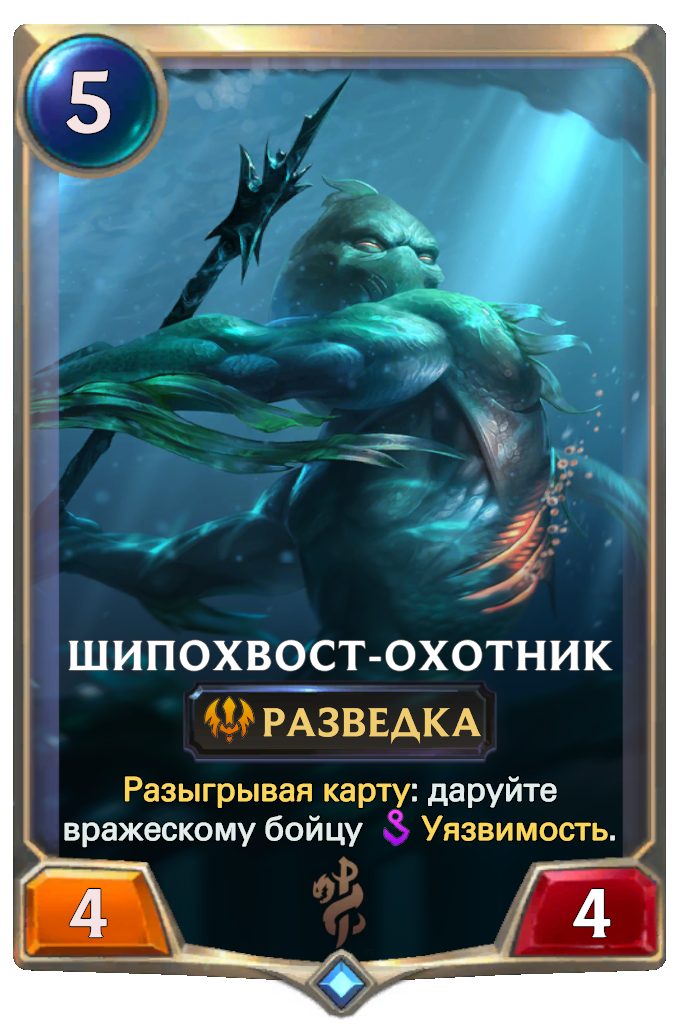 5
ШИПОХВОСТ-ОХОТНИК
РАЗВЕДКА
Разыгрывая карту: даруйте
вражескому бойцу Уязвимость.
4
4